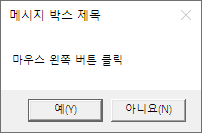 메시지 박스 제목
마우스 왼쪽 버튼 클릭
예(Y) 아니요(N)